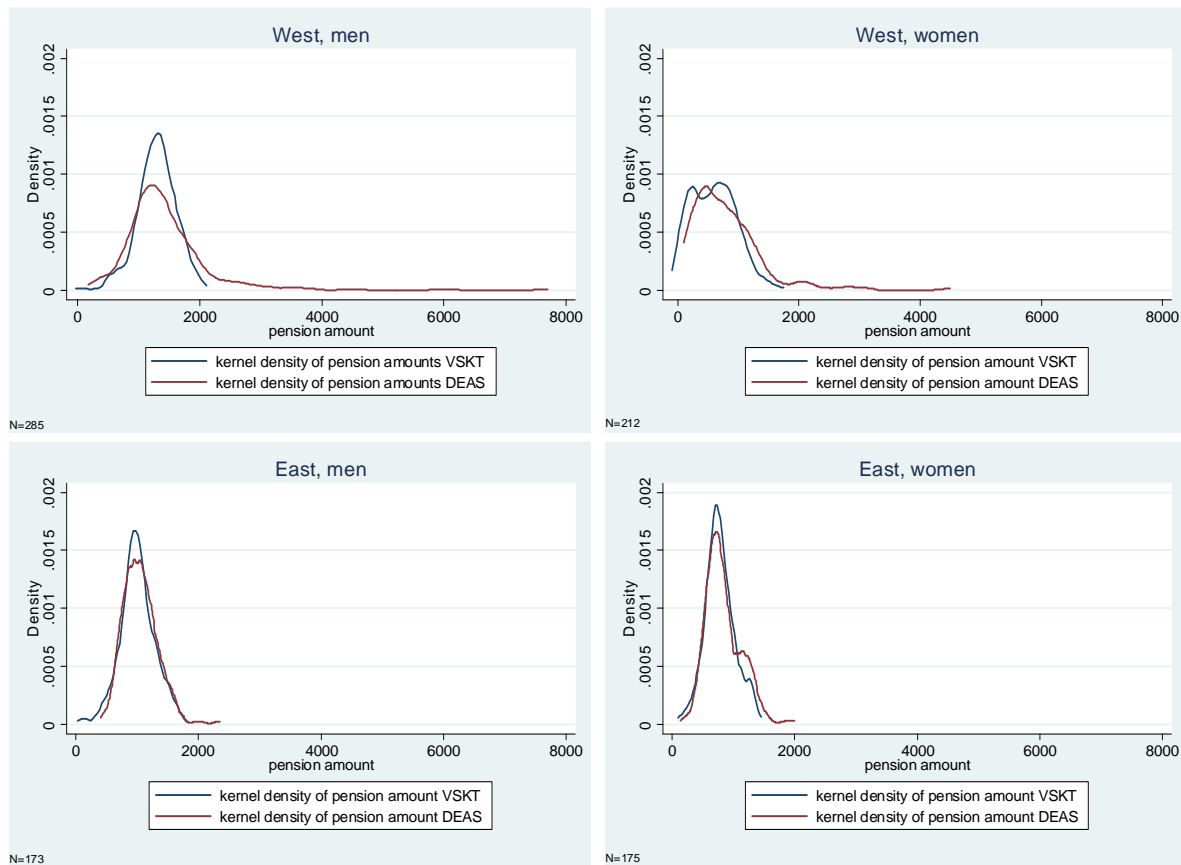 West, men
.002
.0015
.001
.0005
0
Density
0 2000 4000 6000 8000
pension amount
kernel density of pension amounts VSKT
kernel density of pension amounts DEAS
N=285
West, women
.002
.0015
.001
.0005
0
Density
0 2000 4000 6000 8000
pension amount
kernel density of pension amount VSKT
kernel density of pension amount DEAS
N=212
East, men
.002
.0015
.001
.0005
0
Density
0 2000 4000 6000 8000
pension amount
kernel density of pension amount VSKT
kernel density of pension amount DEAS
N=173
East, women
.002
.0015
.001
.0005
0
Density
0 2000 4000 6000 8000
pension amount
kernel density of pension amount VSKT
kernel density of pension amount DEAS
N=175